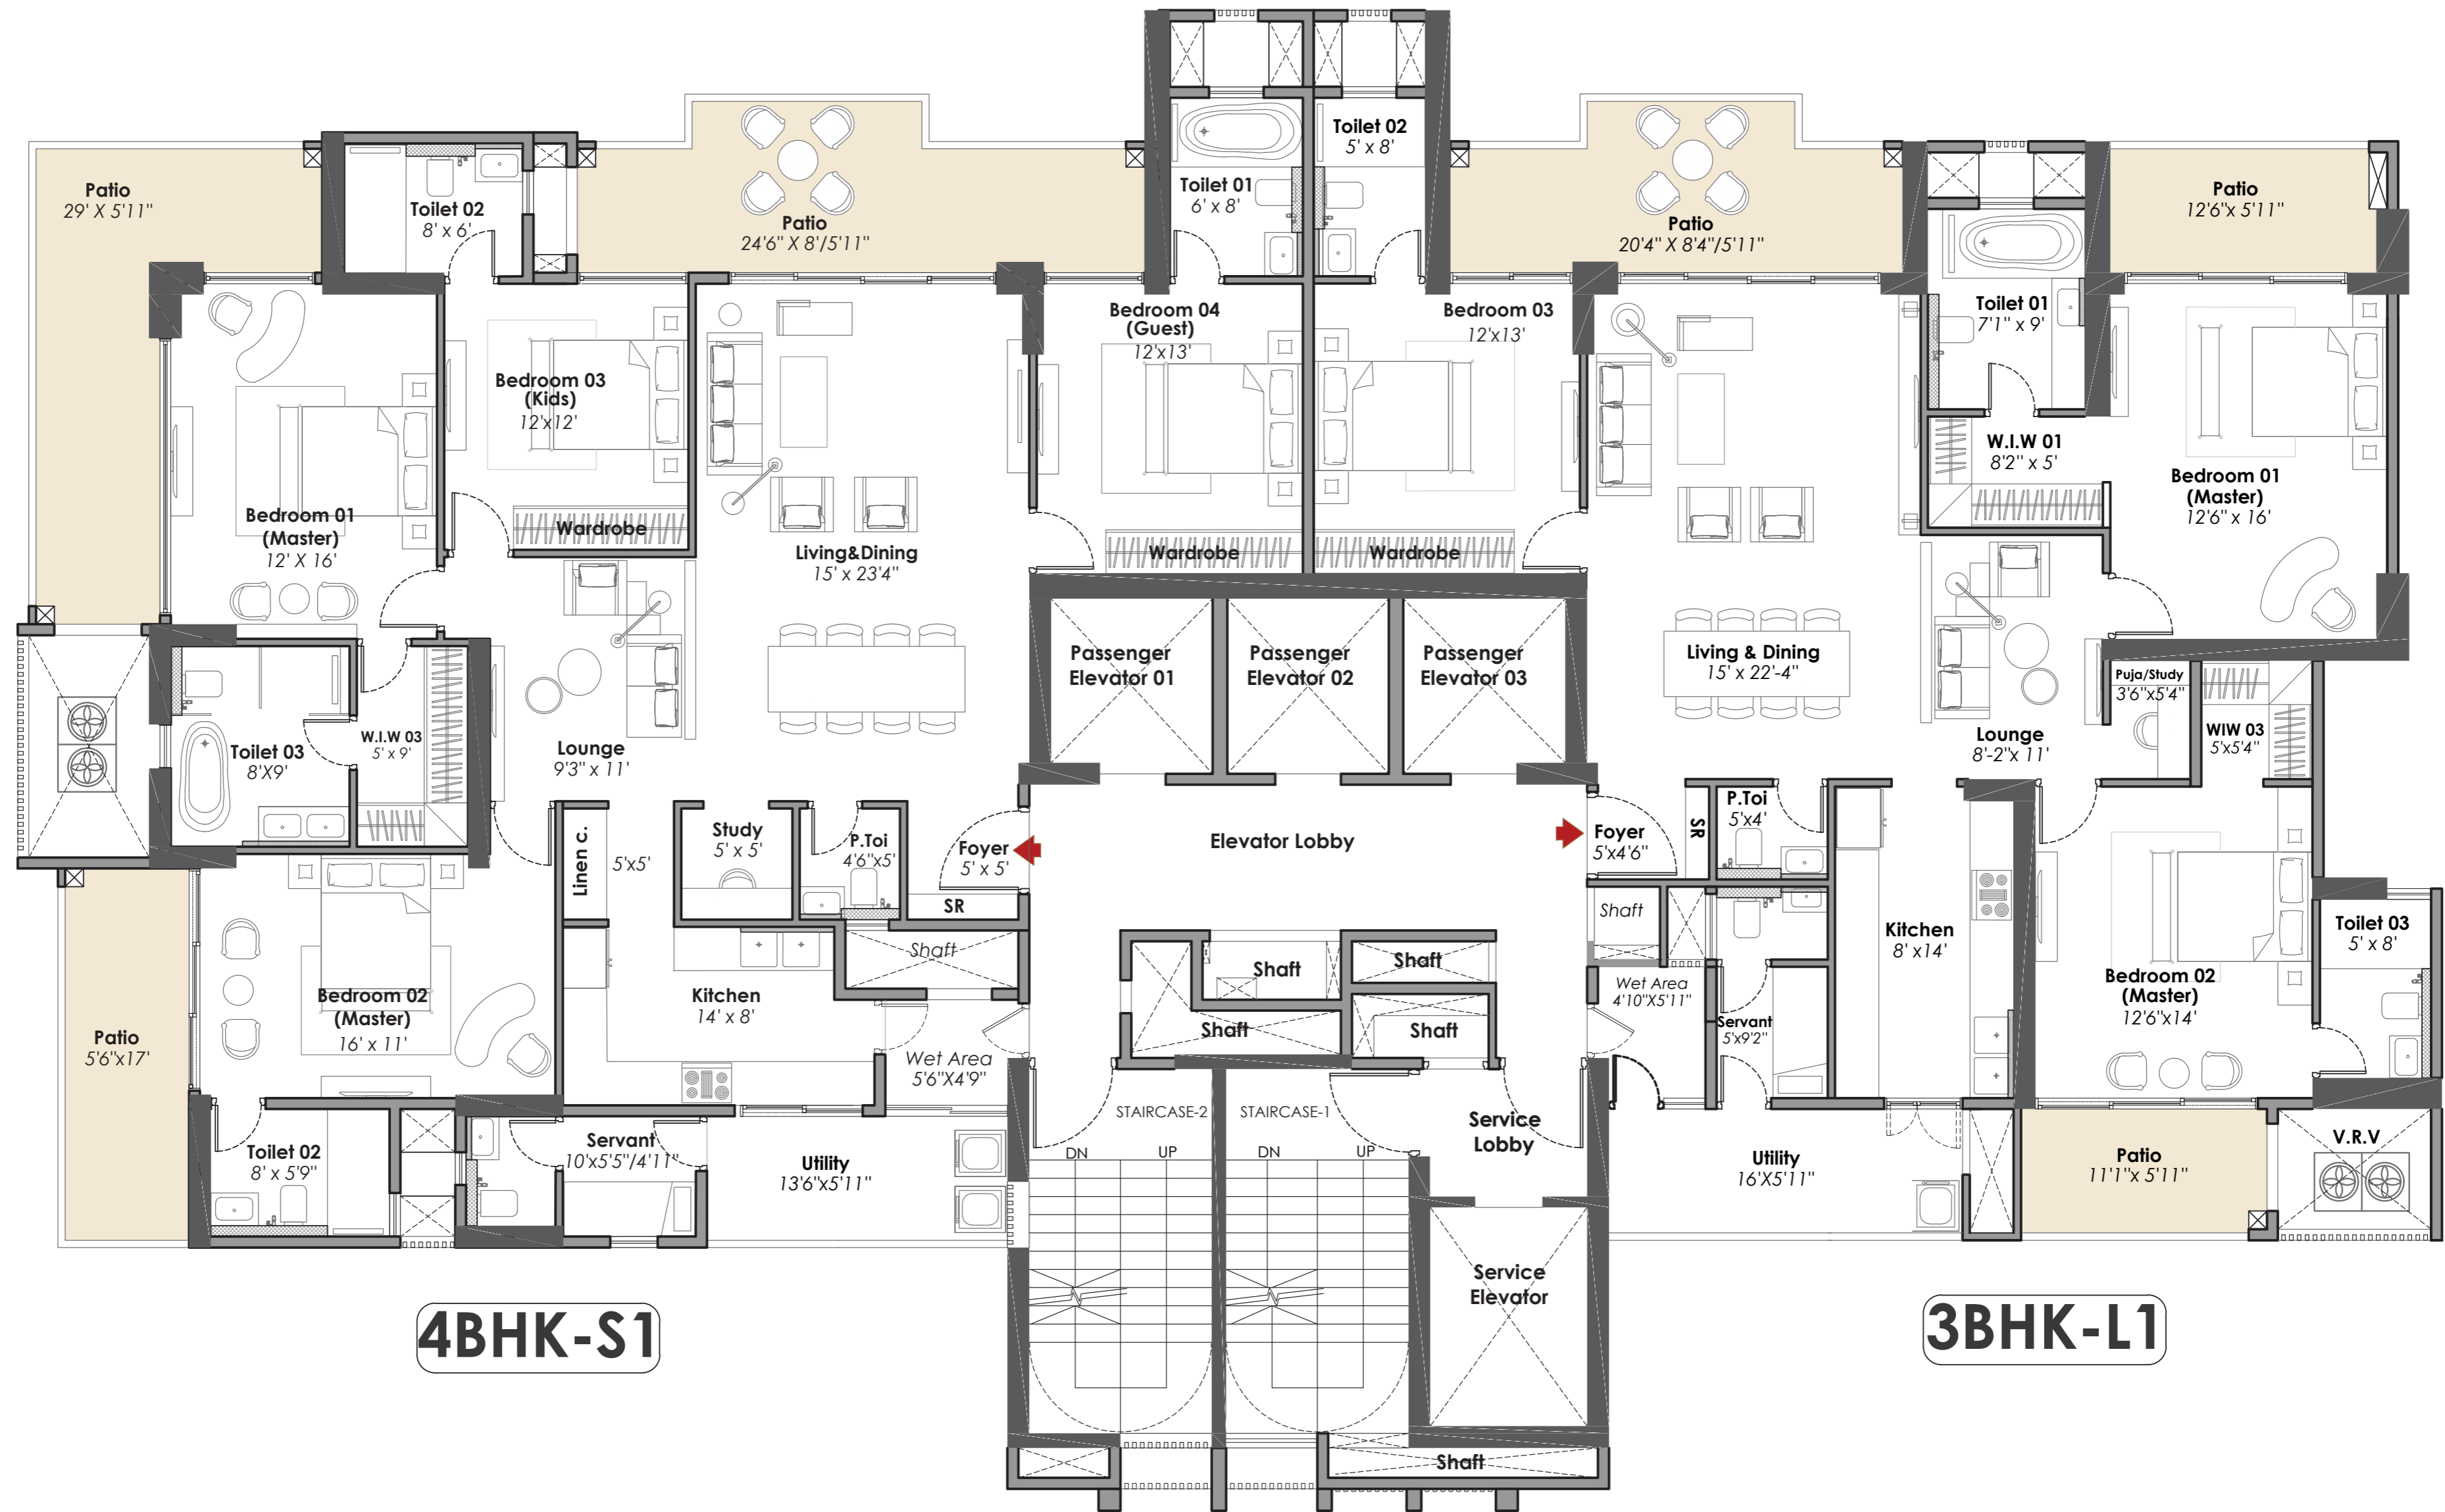 Patio
29' X 5'11"
Toilet 02
8' x 6'
Patio
24'6" X 8'/5'11"
Toilet 01
6' x 8'
Toilet 02
5' x 8'
Patio
20'4" X 8'4"/5'11"
Patio
12'6"x 5'11"
Bedroom 01
(Master)
12' X 16'
Bedroom 03
(Kids)
12'x12'
Wardrobe
Living&Dining
15' x 23'4"
Bedroom 04
(Guest)
12'x13'
Wardrobe
Bedroom 03
12'x13'
Wardrobe
Toilet 01
7'1" x 9'
W.I.W 01
8'2" x 5'
Bedroom 01
(Master)
12'6" x 16'
Passenger
Elevator 01
Passenger
Elevator 02
Passenger
Elevator 03
Living & Dining
15' x 22'-4"
Puja/Study
3'6"x5'4"
WIW 03
5'x5'4"
Lounge
8'-2"x 11'
Toilet 03
8'X9'
W.I.W 03
5' x 9'
Lounge
9'3" x 11'
Linen c.
5'x5'
Study
5' x 5'
P.Toi
4'6"x5'
Foyer
5' x 5'
SR
Elevator Lobby
Foyer
5'x4'6"
SR
P.Toi
5'x4'
Shaft
Shaft
Shaft
Shaft
Shaft
Shaft
Kitchen
8' x14'
Toilet 03
5' x 8'
Bedroom 02
(Master)
12'6"x14'
Patio
5'6"x17'
Bedroom 02
(Master)
16' x 11'
Kitchen
14' x 8'
Wet Area
5'6"X4'9"
Wet Area
4'10"X5'11"
Servant
5'x9'2"
STAIRCASE-2
STAIRCASE-1
DN
UP
DN
UP
Service
Lobby
Toilet 02
8' x 5'9"
Servant
10'x5'5"/4'11"
Utility
13'6"x5'11"
Utility
16'X5'11"
Patio
11'1"x 5'11"
V.R.V
Service
Elevator
Shaft
4BHK-S1
3BHK-L1